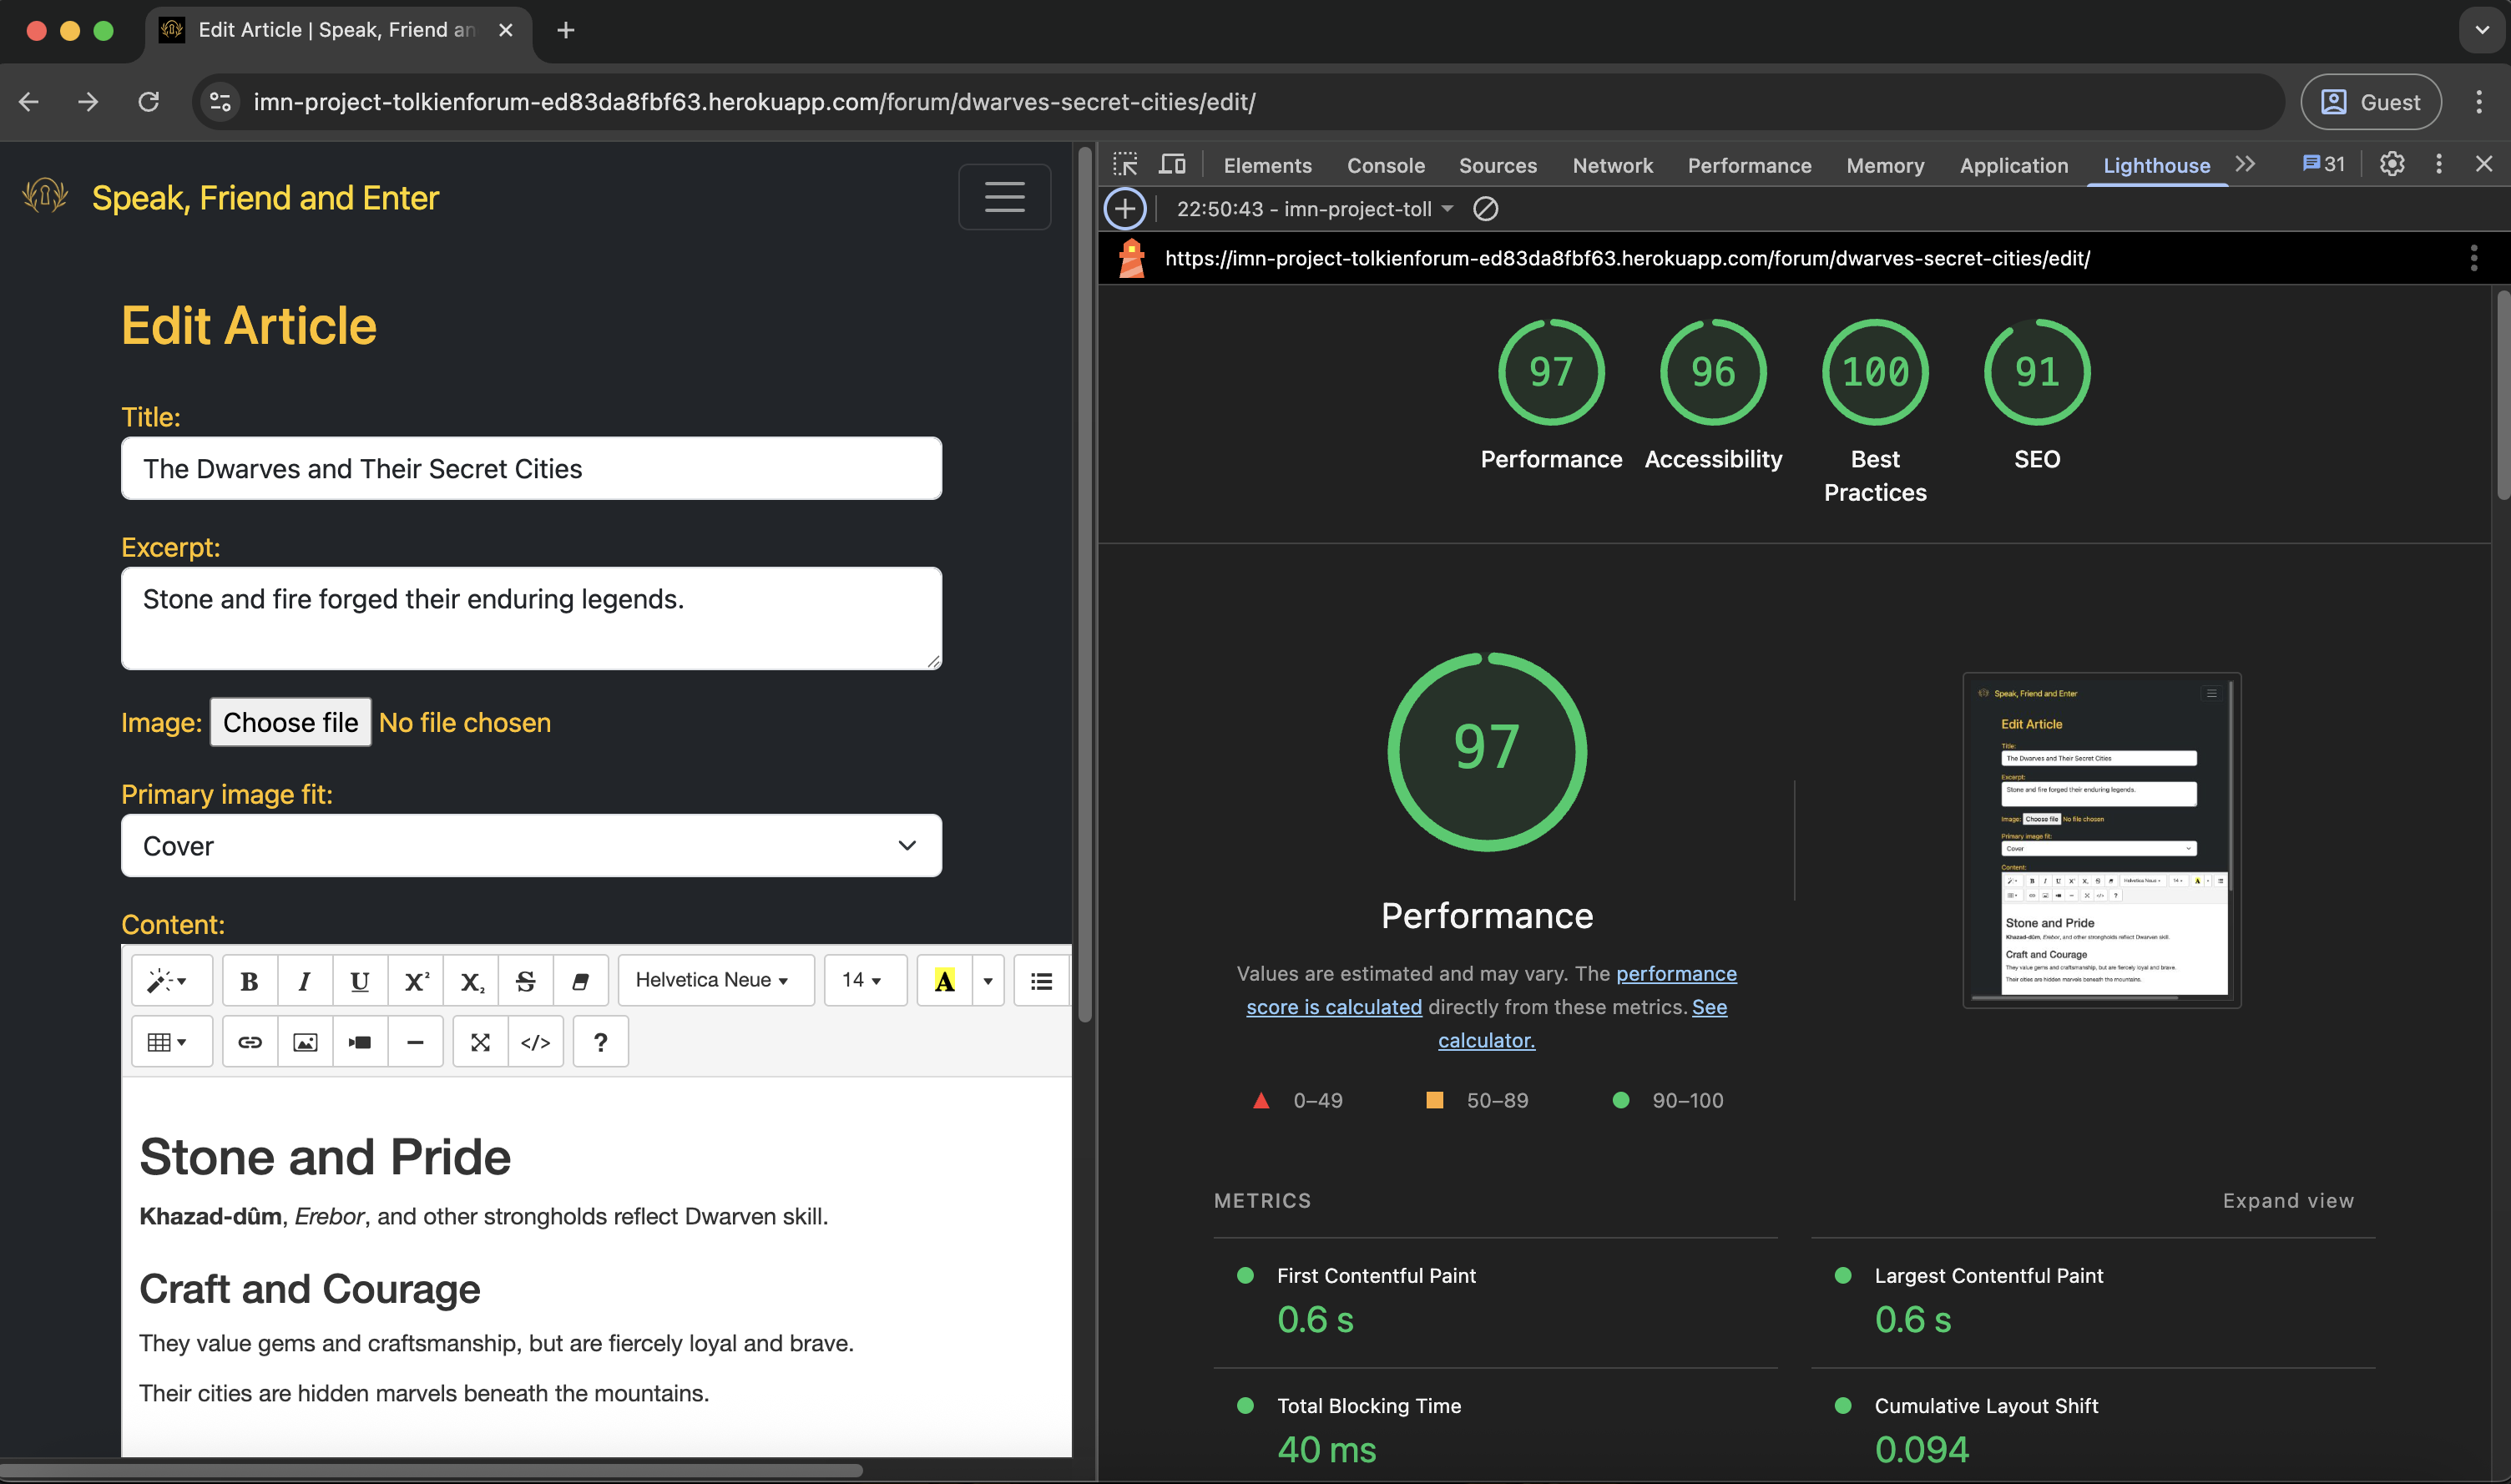 Edit Article | Speak, Friend an
imn-project-tolkienforum-ed83da8fbf63.herokuapp.com/forum/dwarves-secret-cities/edit/
Guest
Speak, Friend and Enter
Edit Article
Title:
The Dwarves and Their Secret Cities
Excerpt:
Stone and fire forged their enduring legends.
Image: Choose file No file chosen
Primary image fit:
Cover
Content:
B I U X² X₂ S Helvetica Neue 14 A
</> ?
Stone and Pride
Khazad-dûm, Erebor, and other strongholds reflect Dwarven skill.
Craft and Courage
They value gems and craftsmanship, but are fiercely loyal and brave.
Their cities are hidden marvels beneath the mountains.
Elements Console Sources Network Performance Memory Application Lighthouse 31
22:50:43 - imn-project-toll
https://imn-project-tolkienforum-ed83da8fbf63.herokuapp.com/forum/dwarves-secret-cities/edit/
97 96 100 91
Performance Accessibility Best SEO
Practices
97
Performance
Values are estimated and may vary. The performance
score is calculated directly from these metrics. See
calculator.
0–49 50–89 90–100
Speak, Friend and Enter
Edit Article
Title:
The Dwarves and Their Secret Cities
Excerpt:
Stone and fire forged their enduring legends.
Image: Choose file No file chosen
Primary image fit:
Cover
Content:
B I U X² X₂ S Helvetica Neue 14 A
</> ?
Stone and Pride
Khazad-dûm, Erebor, and other strongholds reflect Dwarven skill.
Craft and Courage
They value gems and craftsmanship, but are fiercely loyal and brave.
Their cities are hidden marvels beneath the mountains.
METRICS Expand view
First Contentful Paint
0.6 s
Largest Contentful Paint
0.6 s
Total Blocking Time
40 ms
Cumulative Layout Shift
0.094